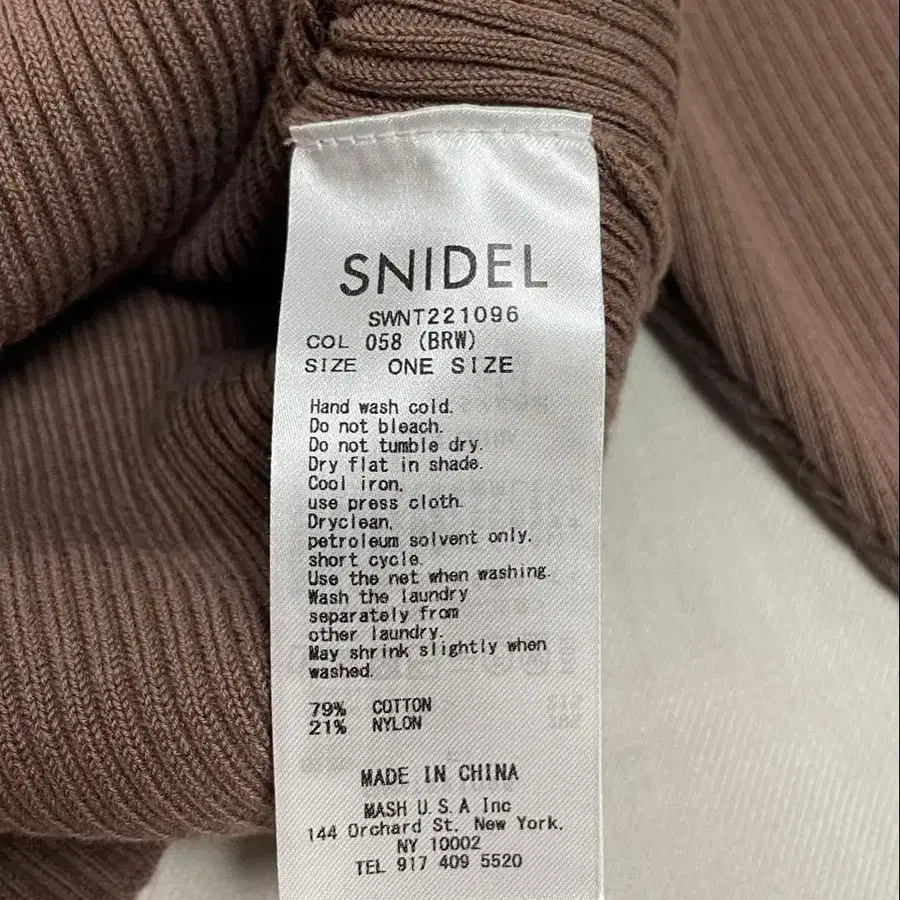 SNIDEL
SWNT221096
COL 058 (BRW)
SIZE ONE SIZE
Hand wash cold.
Do not bleach.
Do not tumble dry.
Dry flat in shade.
Cool iron,
use press cloth.
Dryclean,
petroleum solvent only.
short cycle.
Use the net when washing.
Wash the laundry
separately from
other laundry.
May shrink slightly when
washed.
79% COTTON
21% NYLON
MADE IN CHINA
MASH U.S.A Inc
144 Orchard St. New York,
NY 10002
TEL 917 409 5520